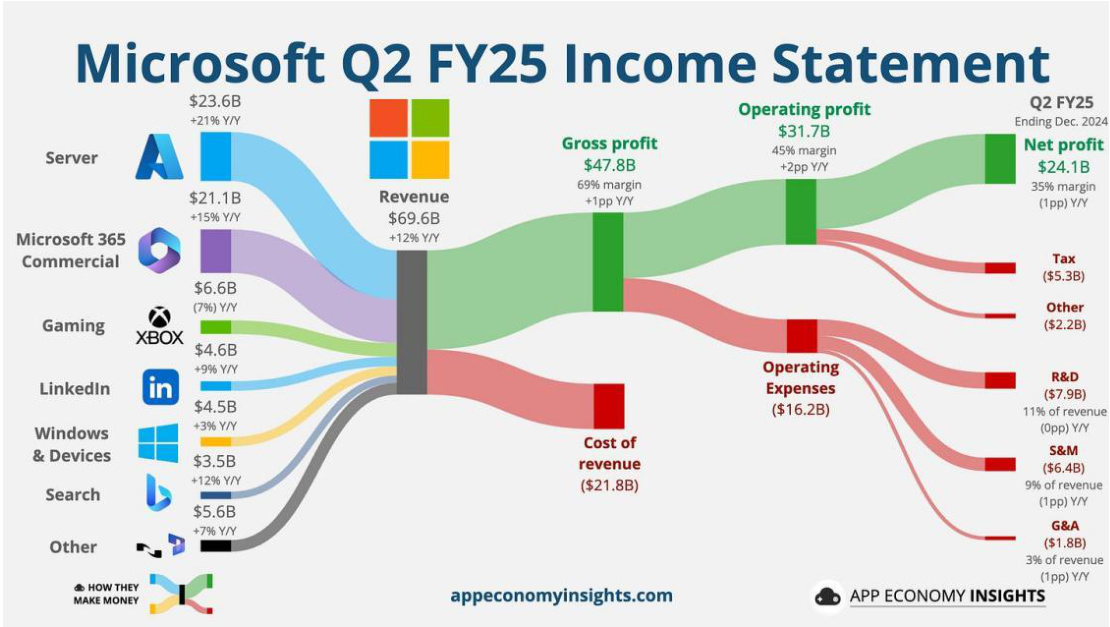 Microsoft Q2 FY25 Income Statement
$23.6B
+21% Y/Y
Server
$21.1B
+15% Y/Y
Microsoft 365
Commercial
$6.6B
(7%) Y/Y
Gaming
XBOX
$4.6B
+9% Y/Y
LinkedIn
in
$4.5B
+3% Y/Y
Windows
& Devices
$3.5B
+12% Y/Y
Search
$5.6B
+7% Y/Y
Other
Revenue
$69.6B
+12% Y/Y
Gross profit
$47.8B
69% margin
+1pp Y/Y
Cost of
revenue
($21.8B)
Operating profit
$31.7B
45% margin
+2pp Y/Y
Operating
Expenses
($16.2B)
Q2 FY25
Ending Dec. 2024
Net profit
$24.1B
35% margin
(1pp) Y/Y
Tax
($5.3B)
Other
($2.2B)
R&D
($7.9B)
11% of revenue
(0pp) Y/Y
S&M
($6.4B)
9% of revenue
(1pp) Y/Y
G&A
($1.8B)
3% of revenue
(1pp) Y/Y
HOW THEY
MAKE MONEY
appeconomyinsights.com
APP ECONOMY INSIGHTS